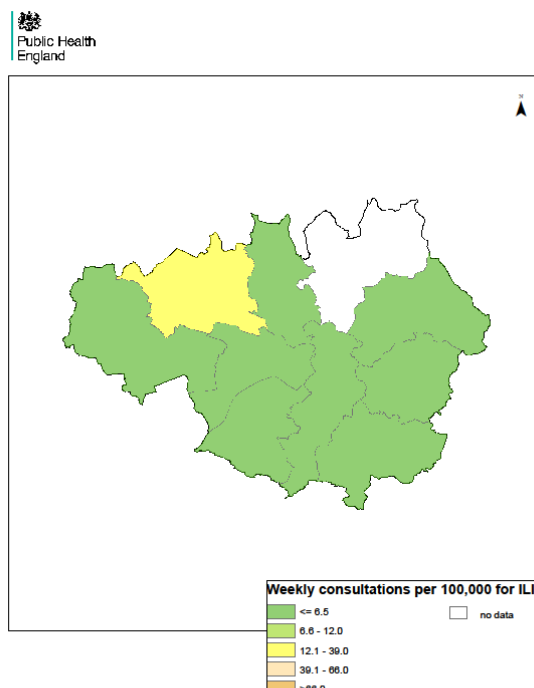 Public Health
England
N
Weekly consultations per 100,000 for ILI
<= 6.5
no data
6.6 - 12.0
12.1 - 39.0
39.1 - 66.0